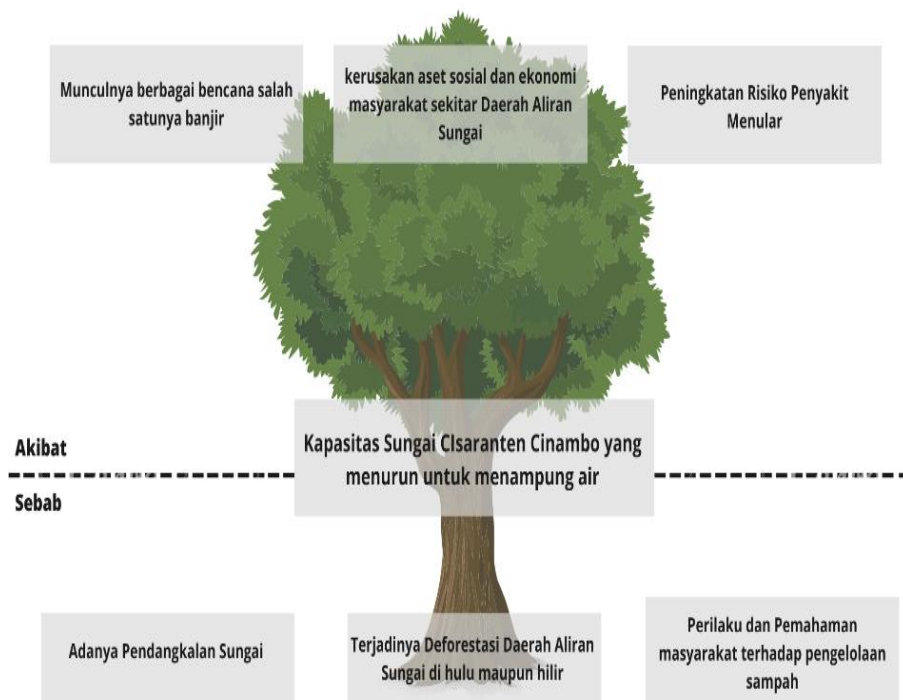 Munculnya berbagai bencana salah
satunya banjir
kerusakan aset sosial dan ekonomi
masyarakat sekitar Daerah Aliran
Sungai
Peningkatan Risiko Penyakit
Menular
Akibat
Kapasitas Sungai CIsaranten Cinambo yang
menurun untuk menampung air
Sebab
Adanya Pendangkalan Sungai
Terjadinya Deforestasi Daerah Aliran
Sungai di hulu maupun hilir
Perilaku dan Pemahaman
masyarakat terhadap pengelolaan
sampah